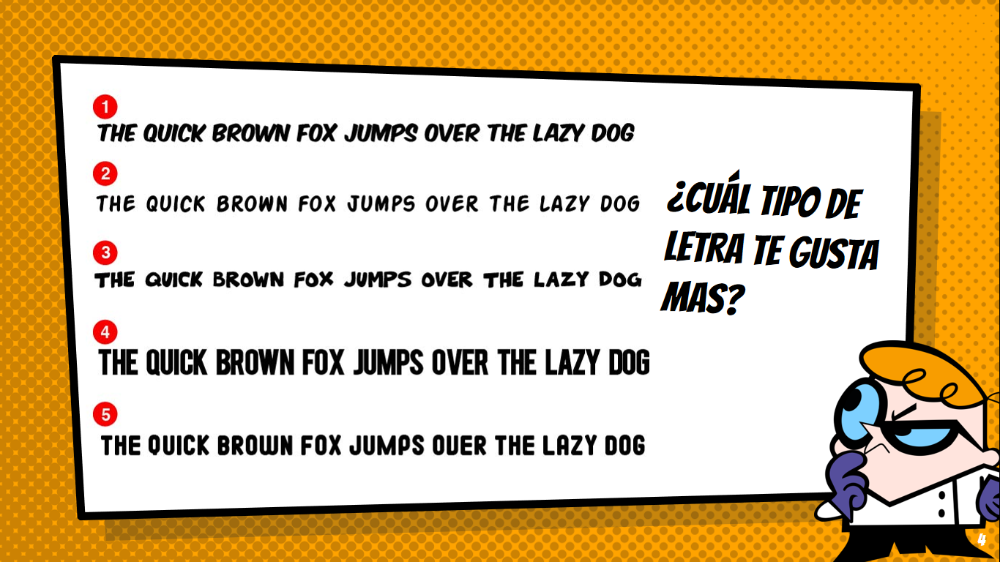 1
THE QUICK BROWN FOX JUMPS OVER THE LAZY DOG
2
THE QUICK BROWN FOX JUMPS OVER THE LAZY DOG
3
THE QUICK BROWN FOX JUMPS OVER THE LAZY DOG
4
THE QUICK BROWN FOX JUMPS OVER THE LAZY DOG
5
THE QUICK BROWN FOX JUMPS OVER THE LAZY DOG
¿CUÁL TIPO DE
LETRA TE GUSTA
MAS?
4